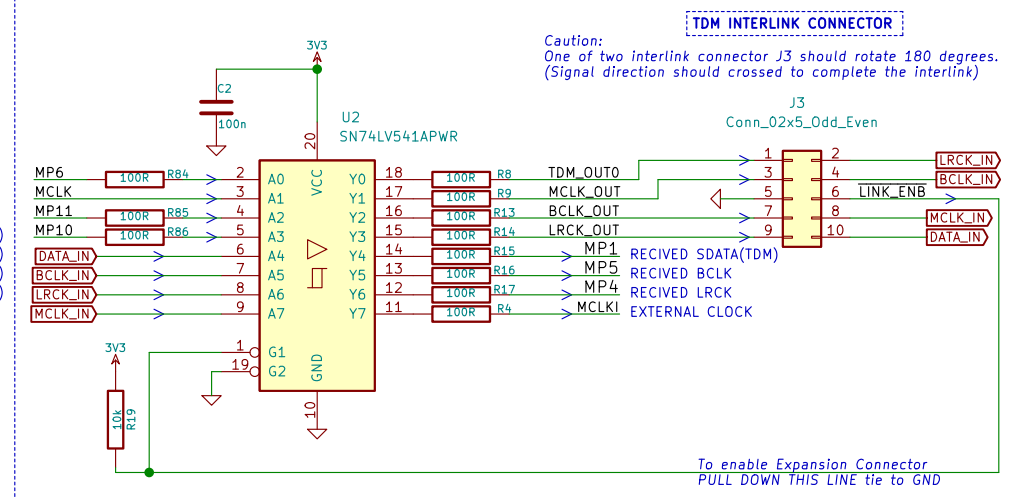 TDM INTERLINK CONNECTOR
Caution:
One of two interlink connector J3 should rotate 180 degrees.
(Signal direction should crossed to complete the interlink)
3V3
C2
100n
U2
SN74LV541APWR
J3
Conn_02x5_Odd_Even
20
VCC
MP6 100R R84 2 A0 Y0 18 100R R8 TDM_OUT0
MCLK 3 A1 Y1 17 100R R9 MCLK_OUT
MP11 100R R85 4 A2 Y2 16 100R R13 BCLK_OUT
MP10 100R R86 5 A3 Y3 15 100R R14 LRCK_OUT
DATA_IN 6 A4 Y4 14 100R R15 MP1 RECIVED SDATA(TDM)
BCLK_IN 7 A5 Y5 13 100R R16 MP5 RECIVED BCLK
LRCK_IN 8 A6 Y6 12 100R R17 MP4 RECIVED LRCK
MCLK_IN 9 A7 Y7 11 100R R4 MCLKI EXTERNAL CLOCK
1 2 LRCK_IN
3 4 BCLK_IN
5 6 LINK_ENB
7 8 MCLK_IN
9 10 DATA_IN
1 G1
19 G2
GND
10
3V3
10k
R19
To enable Expansion Connector
PULL DOWN THIS LINE tie to GND